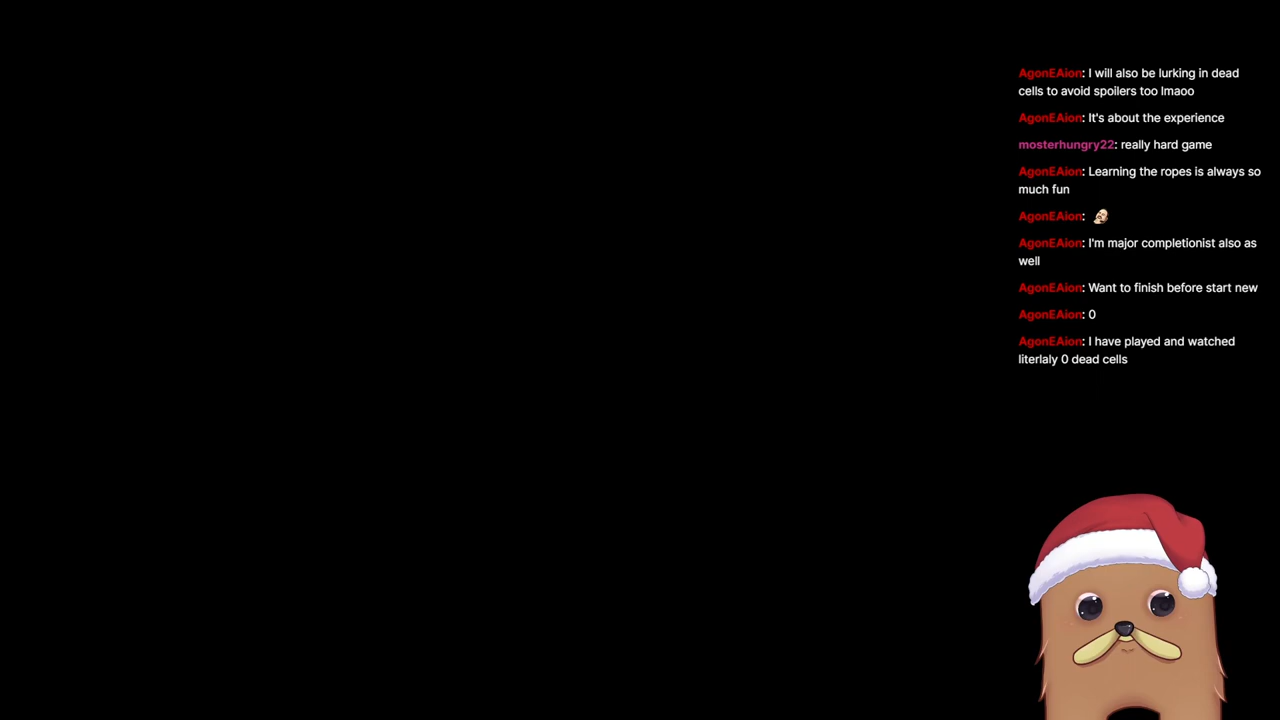 AgonEAion: I will also be lurking in dead
cells to avoid spoilers too lmaoo
AgonEAion: It's about the experience
mosterhungry22: really hard game
AgonEAion: Learning the ropes is always so
much fun
AgonEAion:
AgonEAion: I'm major completionist also as
well
AgonEAion: Want to finish before start new
AgonEAion: 0
AgonEAion: I have played and watched
literlaly 0 dead cells